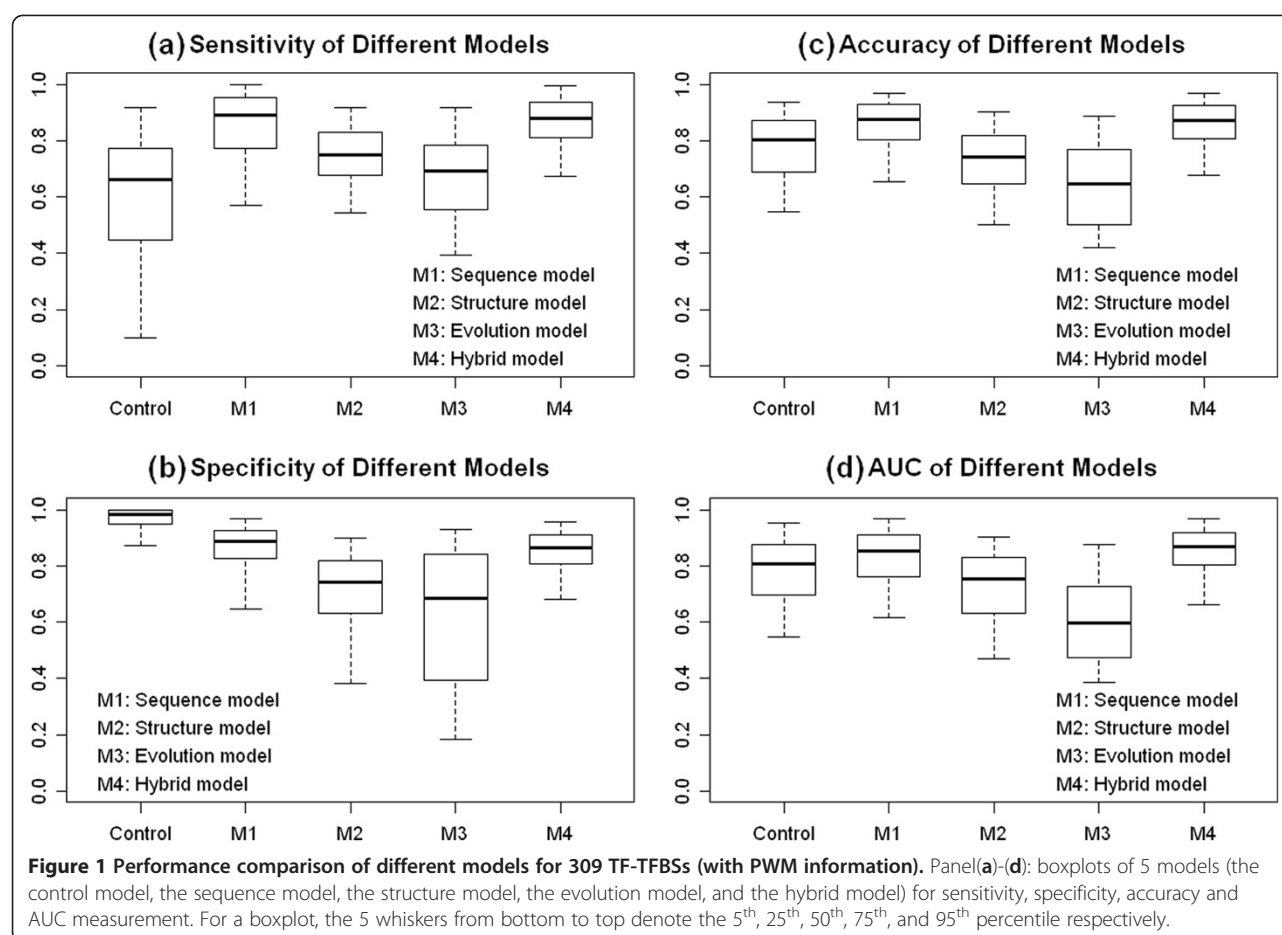 (a) Sensitivity of Different Models
1.0
0.8
0.6
0.4
0.2
0.0
M1: Sequence model
M2: Structure model
M3: Evolution model
M4: Hybrid model
Control M1 M2 M3 M4
(c) Accuracy of Different Models
1.0
0.8
0.6
0.4
0.2
0.0
M1: Sequence model
M2: Structure model
M3: Evolution model
M4: Hybrid model
Control M1 M2 M3 M4
(b) Specificity of Different Models
1.0
0.8
0.6
0.4
0.2
0.0
M1: Sequence model
M2: Structure model
M3: Evolution model
M4: Hybrid model
Control M1 M2 M3 M4
(d) AUC of Different Models
1.0
0.8
0.6
0.4
0.2
0.0
M1: Sequence model
M2: Structure model
M3: Evolution model
M4: Hybrid model
Control M1 M2 M3 M4
Figure 1 Performance comparison of different models for 309 TF-TFBSs (with PWM information). Panel(a)-(d): boxplots of 5 models (the
control model, the sequence model, the structure model, the evolution model, and the hybrid model) for sensitivity, specificity, accuracy and
AUC measurement. For a boxplot, the 5 whiskers from bottom to top denote the 5th, 25th, 50th, 75th, and 95th percentile respectively.